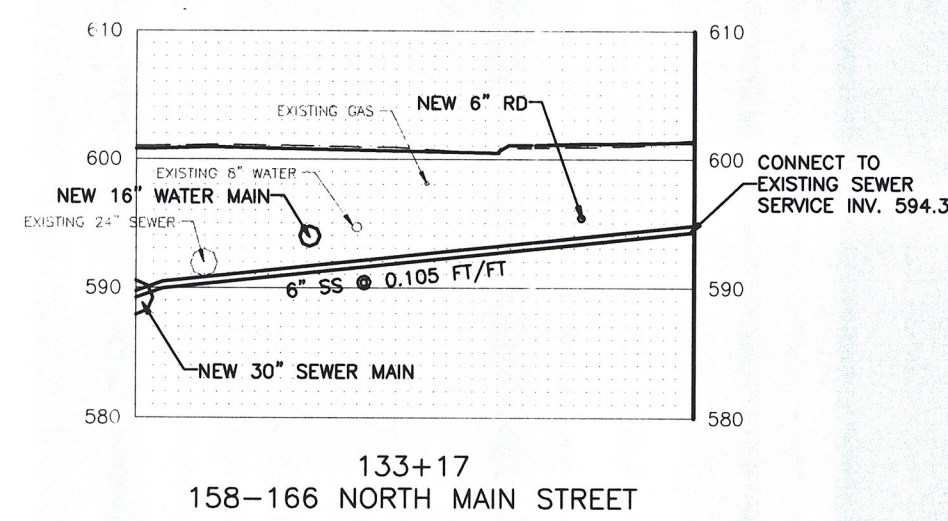 610
610
EXISTING GAS
NEW 6" RD
600
600
CONNECT TO
EXISTING SEWER
SERVICE INV. 594.3
EXISTING 8" WATER
NEW 16" WATER MAIN
EXISTING 24" SEWER
590
590
6" SS @ 0.105 FT/FT
NEW 30" SEWER MAIN
580
580
133+17
158-166 NORTH MAIN STREET